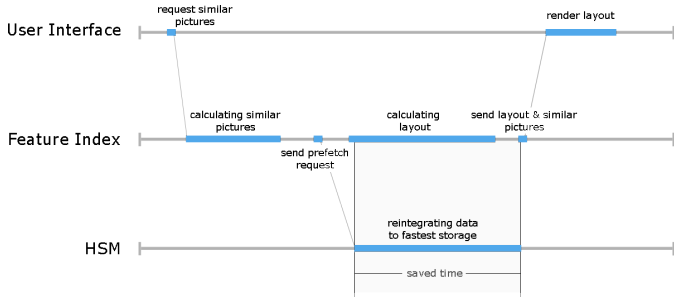 request similar
pictures
render layout
User Interface
calculating similar
pictures
calculating
layout
send layout & similar
pictures
Feature Index
send prefetch
request
reintegrating data
to fastest storage
HSM
saved time